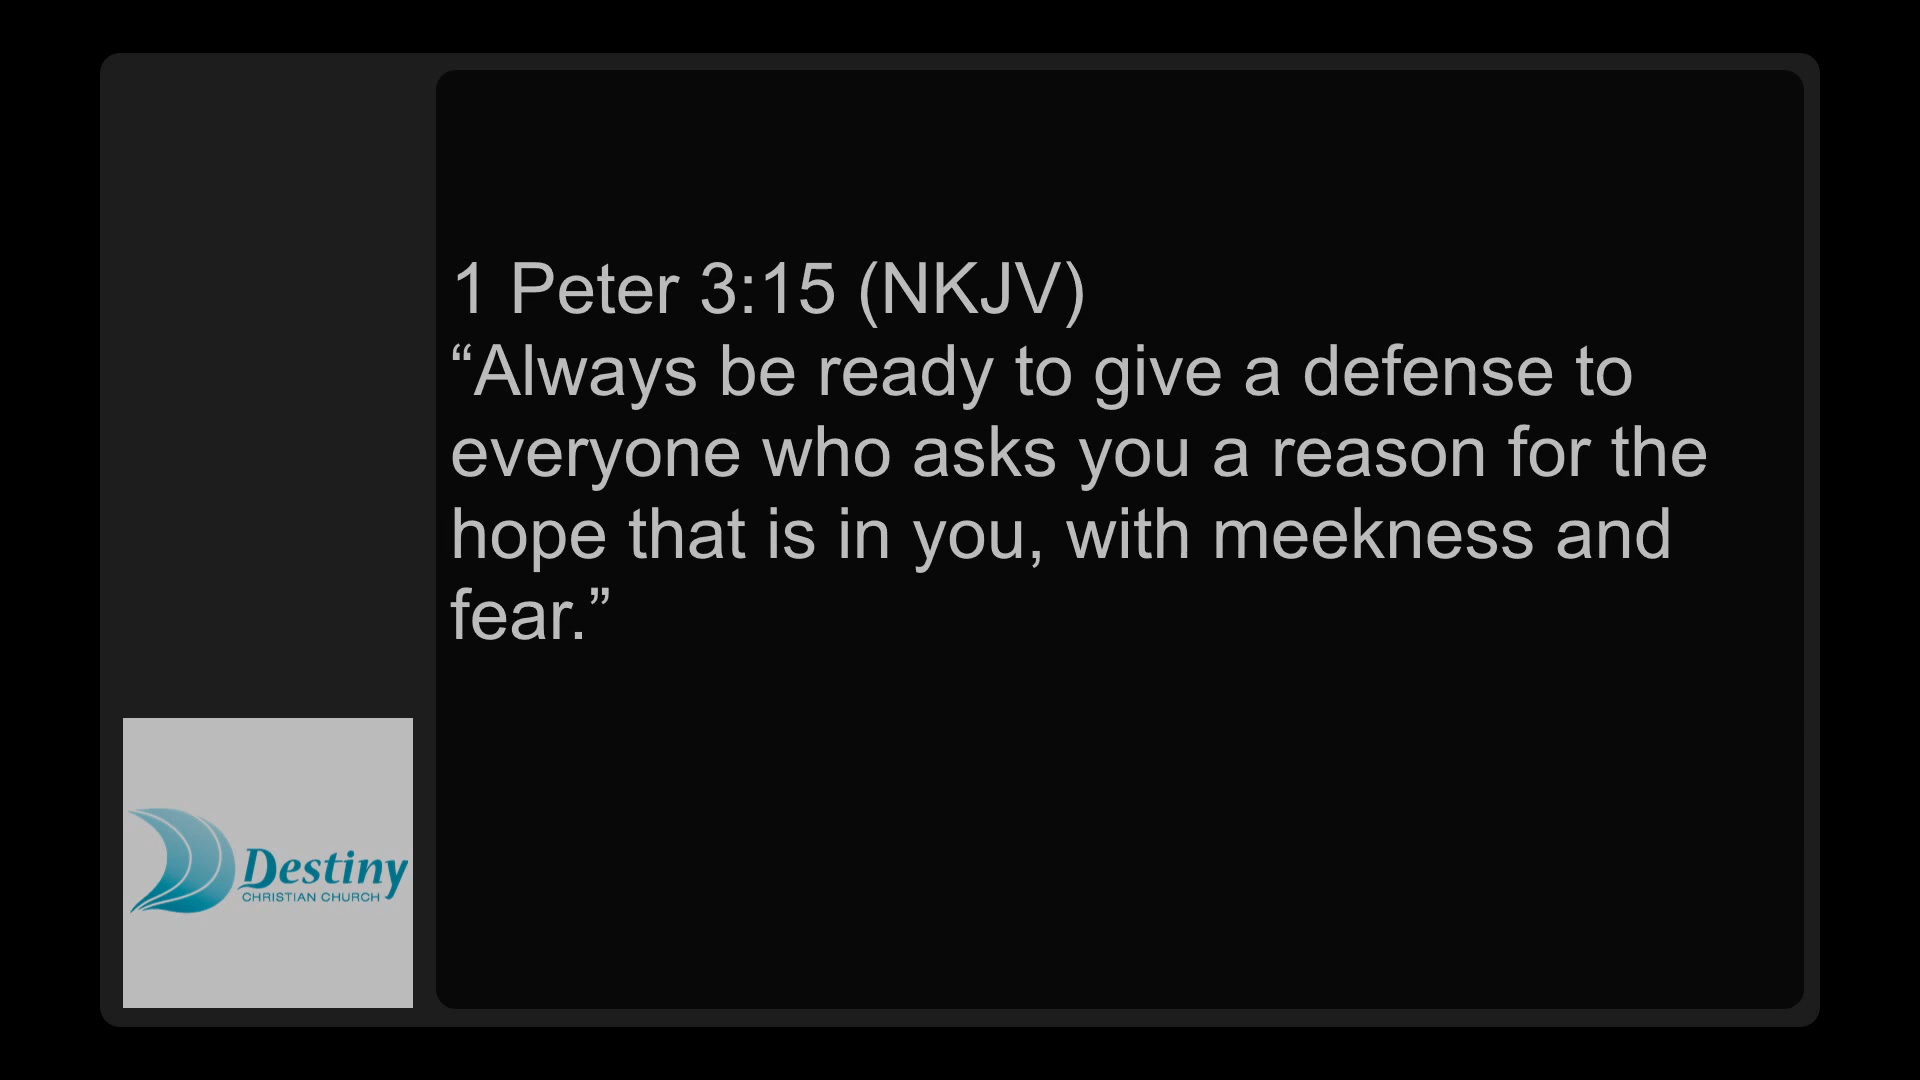 1 Peter 3:15 (NKJV)
“Always be ready to give a defense to
everyone who asks you a reason for the
hope that is in you, with meekness and
fear.”
Destiny
CHRISTIAN CHURCH